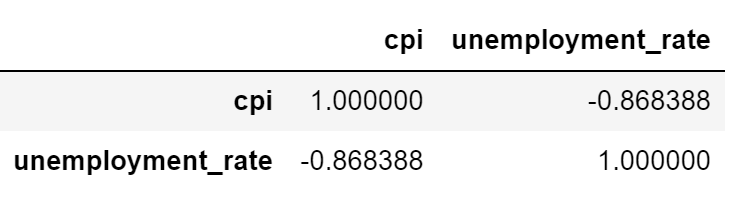 cpi unemployment_rate
cpi 1.000000 -0.868388
unemployment_rate -0.868388 1.000000